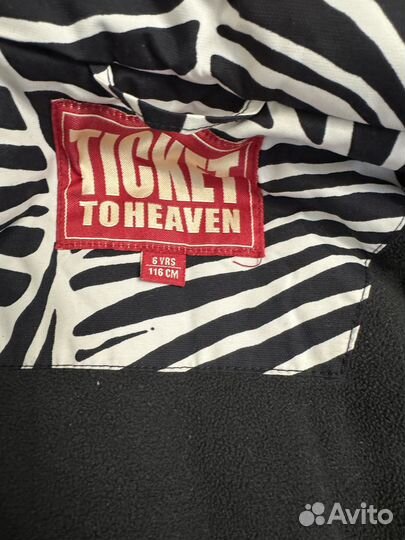 TICKET
TO HEAVEN
6 YRS
116 CM
Avito